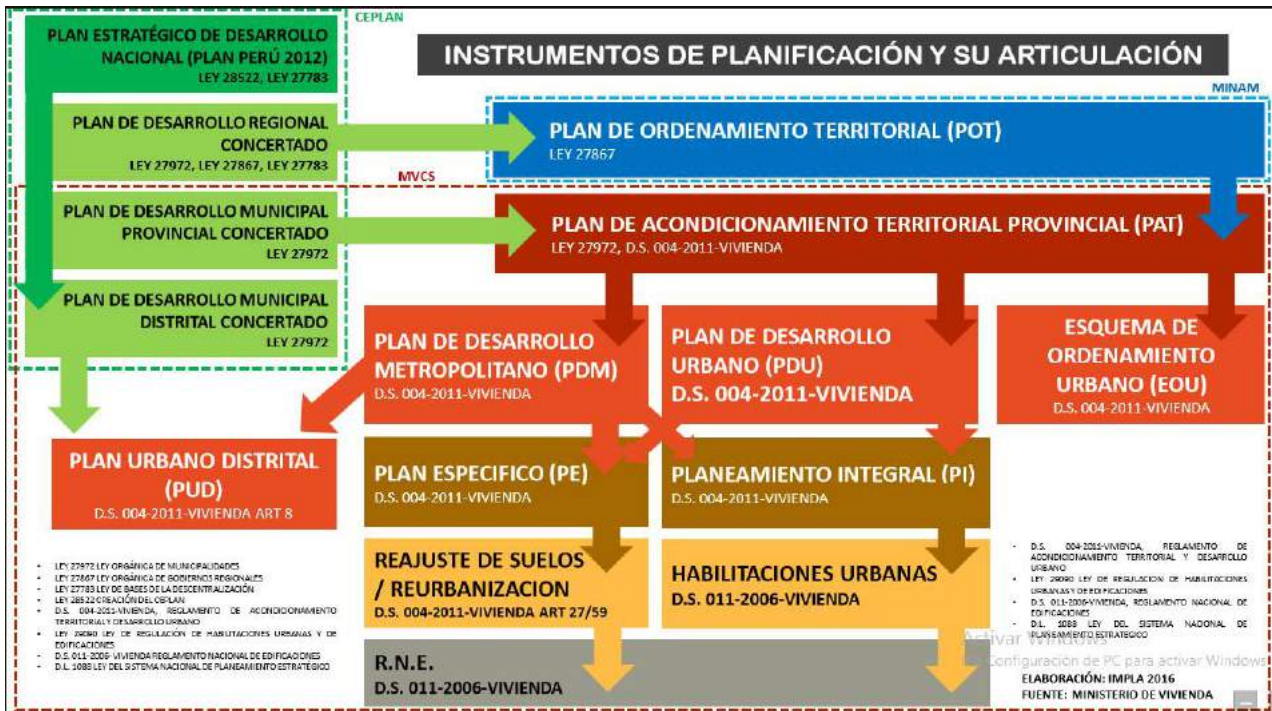 CEPLAN
PLAN ESTRATÉGICO DE DESARROLLO
NACIONAL (PLAN PERÚ 2012)
LEY 28522, LEY 27783
INSTRUMENTOS DE PLANIFICACIÓN Y SU ARTICULACIÓN
MINAM
PLAN DE DESARROLLO REGIONAL
CONCERTADO
LEY 27972, LEY 27867, LEY 27783
PLAN DE ORDENAMIENTO TERRITORIAL (POT)
LEY 27867
MVCS
PLAN DE DESARROLLO MUNICIPAL
PROVINCIAL CONCERTADO
LEY 27972
PLAN DE ACONDICIONAMIENTO TERRITORIAL PROVINCIAL (PAT)
LEY 27972, D.S. 004-2011-VIVIENDA
PLAN DE DESARROLLO MUNICIPAL
DISTRITAL CONCERTADO
LEY 27972
PLAN DE DESARROLLO
METROPOLITANO (PDM)
D.S. 004-2011-VIVIENDA
PLAN DE DESARROLLO
URBANO (PDU)
D.S. 004-2011-VIVIENDA
ESQUEMA DE
ORDENAMIENTO
URBANO (EOU)
D.S. 004-2011-VIVIENDA
PLAN URBANO DISTRITAL
(PUD)
D.S. 004-2011-VIVIENDA ART 8
PLAN ESPECIFICO (PE)
D.S. 004-2011-VIVIENDA
PLANEAMIENTO INTEGRAL (PI)
D.S. 004-2011-VIVIENDA
REAJUSTE DE SUELOS
/ REURBANIZACION
D.S. 004-2011-VIVIENDA ART 27/59
HABILITACIONES URBANAS
D.S. 011-2006-VIVIENDA
R.N.E.
D.S. 011-2006-VIVIENDA
- LEY 27972 LEY ORGÁNICA DE MUNICIPALIDADES
- LEY 27867 LEY ORGÁNICA DE GOBIERNOS REGIONALES
- LEY 27783 LEY DE BASES DE LA DESCENTRALIZACIÓN
- LEY 28522 CREACIÓN DEL CEPLAN
- D.S. 004-2011-VIVIENDA, REGLAMENTO DE ACONDICIONAMIENTO
TERRITORIAL Y DESARROLLO URBANO
- LEY 29090 LEY DE REGULACIÓN DE HABILITACIONES URBANAS Y DE
EDIFICACIONES
- D.S. 011-2006-VIVIENDA REGLAMENTO NACIONAL DE EDIFICACIONES
- D.L. 1088 LEY DEL SISTEMA NACIONAL DE PLANEAMIENTO ESTRATÉGICO
- D.S. 004-2011-VIVIENDA, REGLAMENTO DE
ACONDICIONAMIENTO TERRITORIAL Y DESARROLLO
URBANO
- LEY 29090 LEY DE REGULACION DE HABILITACIONES
URBANAS Y DE EDIFICACIONES
- D.S. 011-2006-VIVIENDA, REGLAMENTO NACIONAL DE
EDIFICACIONES
- D.L. 1088 LEY DEL SISTEMA NACIONAL DE
PLANEAMIENTO ESTRATEGICO
Activar Windows
Configuración de PC para activar Windows
ELABORACIÓN: IMPLA 2016
FUENTE: MINISTERIO DE VIVIENDA